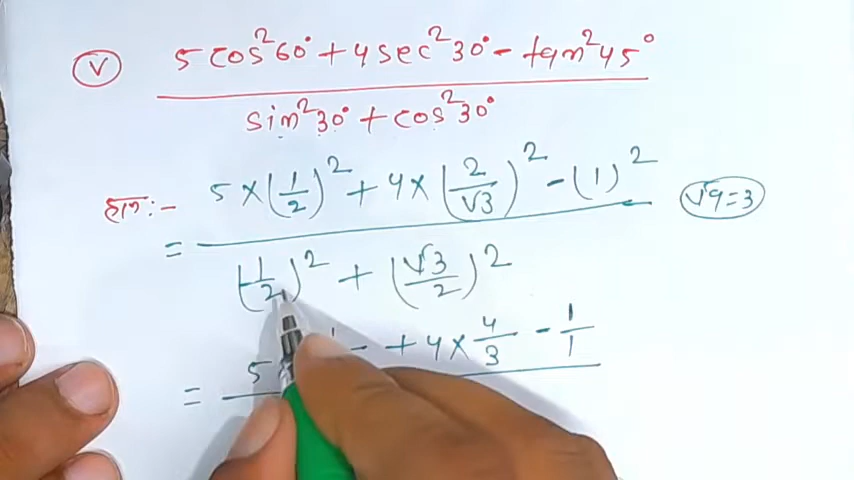 (v) 5 cos²60° + 4 sec²30° - tan²45°
sin²30° + cos²30°
हल :- 5 × (1/2)² + 4 × (2/√3)² - (1)² √9 = 3
=
(1/2)² + (√3/2)²
= 5 + 4 × 4/3 - 1/1